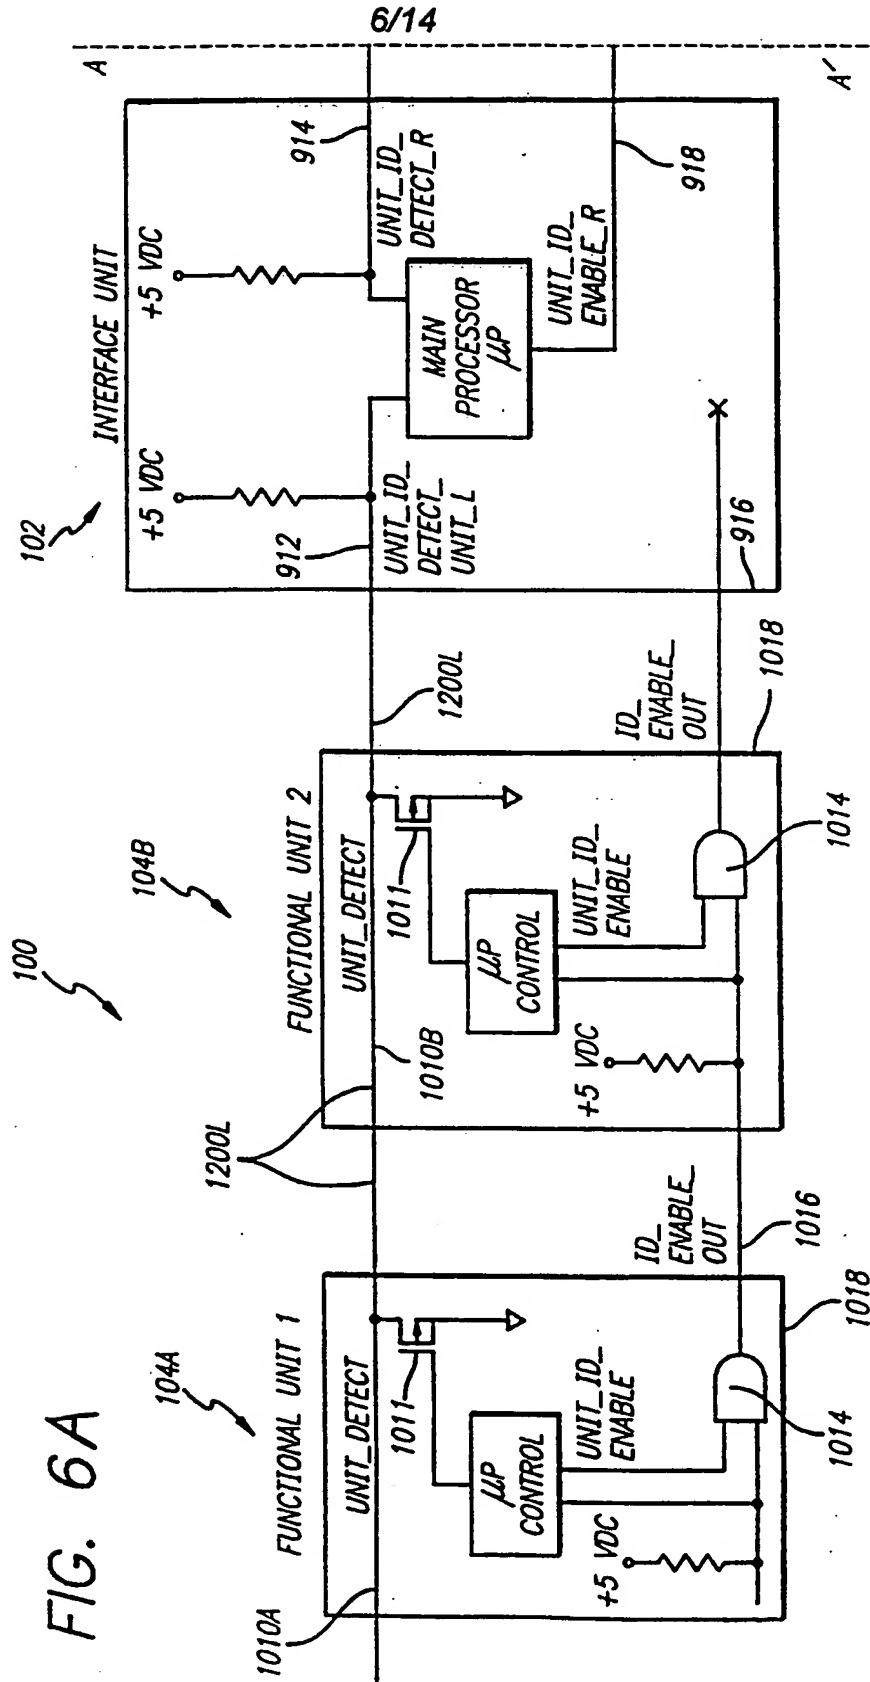 6/14
FIG. 6A
100
104A
FUNCTIONAL UNIT 1
1010A
UNIT_DETECT
1011
µP
CONTROL
UNIT_ID_
ENABLE
+5 VDC
1014
1018
ID_
ENABLE_
OUT
1016
1200L
104B
FUNCTIONAL UNIT 2
UNIT_DETECT
1010B
1011
µP
CONTROL
UNIT_ID_
ENABLE
+5 VDC
1014
1018
ID_
ENABLE_
OUT
1200L
102
INTERFACE UNIT
+5 VDC
+5 VDC
912
UNIT_ID_
DETECT_
UNIT_L
914
UNIT_ID_
DETECT_R
MAIN
PROCESSOR
µP
UNIT_ID_
ENABLE_R
916
918
X
A
A′